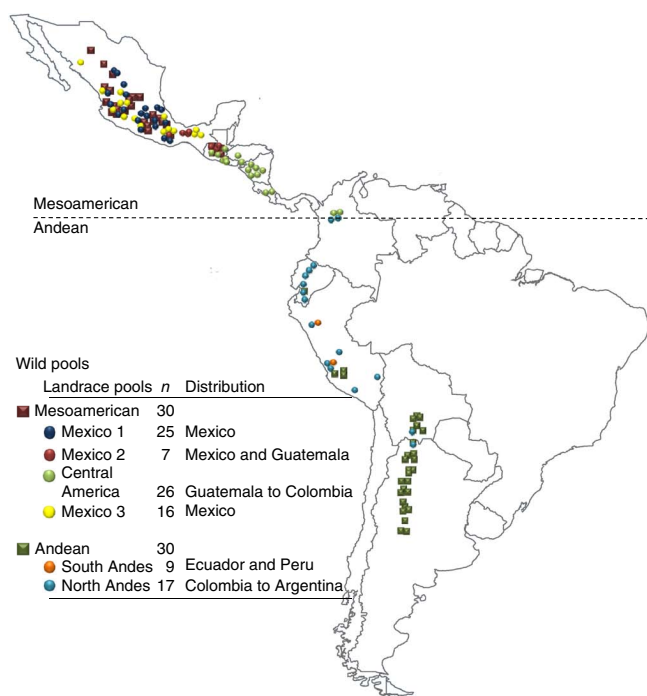 Mesoamerican
Andean
Wild pools
Landrace pools n Distribution
Mesoamerican 30
Mexico 1 25 Mexico
Mexico 2 7 Mexico and Guatemala
Central
America 26 Guatemala to Colombia
Mexico 3 16 Mexico
Andean 30
South Andes 9 Ecuador and Peru
North Andes 17 Colombia to Argentina